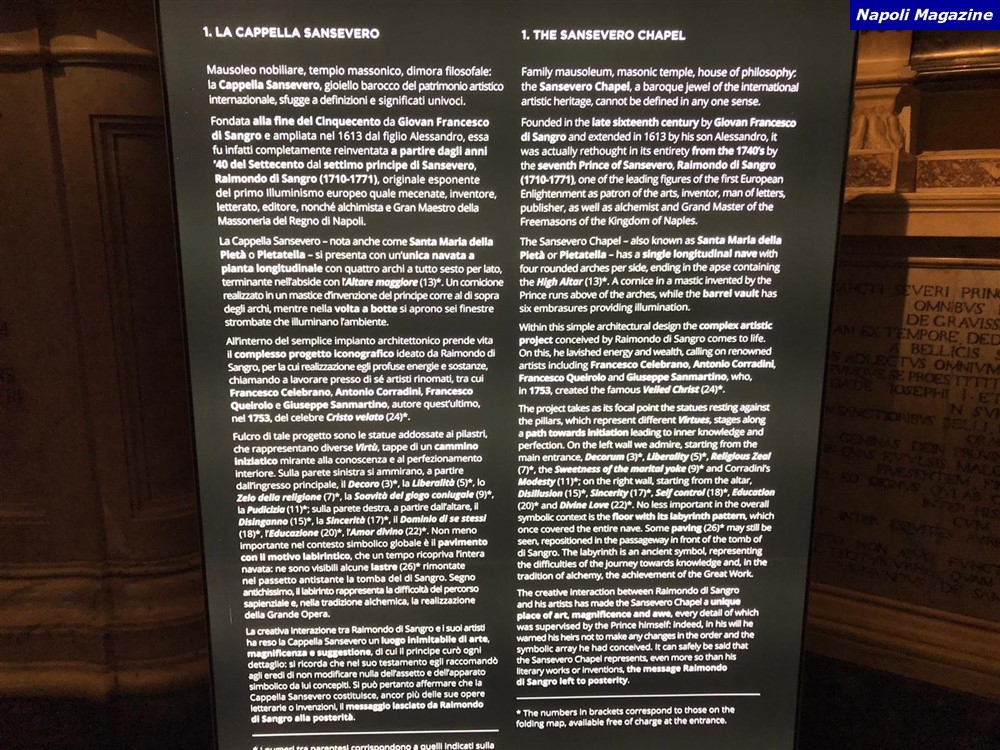 Napoli Magazine
1. LA CAPPELLA SANSEVERO
Mausoleo nobiliare, tempio massonico, dimora filosofale:
la Cappella Sansevero, gioiello barocco del patrimonio artistico
internazionale, sfugge a definizioni e significati univoci.
Fondata alla fine del Cinquecento da Giovan Francesco
di Sangro e ampliata nel 1613 dal figlio Alessandro, essa
fu infatti completamente reinventata a partire dagli anni
'40 del Settecento dal settimo principe di Sansevero,
Raimondo di Sangro (1710-1771), originale esponente
del primo Illuminismo europeo quale mecenate, inventore,
letterato, editore, nonché alchimista e Gran Maestro della
Massoneria del Regno di Napoli.
La Cappella Sansevero – nota anche come Santa Maria della
Pietà o Pietatella – si presenta con un'unica navata a
pianta longitudinale con quattro archi a tutto sesto per lato,
terminante nell'abside con l'Altare maggiore (13)*. Un cornicione
realizzato in un mastice d'invenzione del principe corre al di sopra
degli archi, mentre nella volta a botte si aprono sei finestre
strombate che illuminano l'ambiente.
All'interno del semplice impianto architettonico prende vita
il complesso progetto iconografico ideato da Raimondo di
Sangro, per la cui realizzazione egli profuse energie e sostanze,
chiamando a lavorare presso di sé artisti rinomati, tra cui
Francesco Celebrano, Antonio Corradini, Francesco
Queirolo e Giuseppe Sanmartino, autore quest'ultimo,
nel 1753, del celebre Cristo velato (24)*.
Fulcro di tale progetto sono le statue addossate ai pilastri,
che rappresentano diverse Virtù, tappe di un cammino
iniziatico mirante alla conoscenza e al perfezionamento
interiore. Sulla parete sinistra si ammirano, a partire
dall'ingresso principale, il Decoro (3)*, la Liberalità (5)*, lo
Zelo della religione (7)*, la Soavità del giogo coniugale (9)*,
la Pudicizia (11)*; sulla parete destra, a partire dall'altare, il
Disinganno (15)*, la Sincerità (17)*, il Dominio di se stessi
(18)*, l'Educazione (20)*, l'Amor divino (22)*. Non meno
importante nel contesto simbolico globale è il pavimento
con il motivo labirintico, che un tempo ricopriva l'intera
navata: ne sono visibili alcune lastre (26)* rimontate
nel passetto antistante la tomba del di Sangro. Segno
antichissimo, il labirinto rappresenta la difficoltà del percorso
sapienziale e, nella tradizione alchemica, la realizzazione
della Grande Opera.
La creativa interazione tra Raimondo di Sangro e i suoi artisti
ha reso la Cappella Sansevero un luogo inimitabile di arte,
magnificenza e suggestione, di cui il principe curò ogni
dettaglio: si ricorda che nel suo testamento egli raccomandò
agli eredi di non modificare nulla dell'assetto e dell'apparato
simbolico da lui concepiti. Si può pertanto affermare che la
Cappella Sansevero costituisce, ancor più delle sue opere
letterarie o invenzioni, il messaggio lasciato da Raimondo
di Sangro alla posterità.
* I numeri tra parentesi corrispondono a quelli indicati sulla
1. THE SANSEVERO CHAPEL
Family mausoleum, masonic temple, house of philosophy;
the Sansevero Chapel, a baroque jewel of the international
artistic heritage, cannot be defined in any one sense.
Founded in the late sixteenth century by Giovan Francesco
di Sangro and extended in 1613 by his son Alessandro, it
was actually rethought in its entirety from the 1740's by
the seventh Prince of Sansevero, Raimondo di Sangro
(1710-1771), one of the leading figures of the first European
Enlightenment as patron of the arts, inventor, man of letters,
publisher, as well as alchemist and Grand Master of the
Freemasons of the Kingdom of Naples.
The Sansevero Chapel – also known as Santa Maria della
Pietà or Pietatella – has a single longitudinal nave with
four rounded arches per side, ending in the apse containing
the High Altar (13)*. A cornice in a mastic invented by the
Prince runs above of the arches, while the barrel vault has
six embrasures providing illumination.
Within this simple architectural design the complex artistic
project conceived by Raimondo di Sangro comes to life.
On this, he lavished energy and wealth, calling on renowned
artists including Francesco Celebrano, Antonio Corradini,
Francesco Queirolo and Giuseppe Sanmartino, who,
in 1753, created the famous Veiled Christ (24)*.
The project takes as its focal point the statues resting against
the pillars, which represent different Virtues, stages along
a path towards initiation leading to inner knowledge and
perfection. On the left wall we admire, starting from the
main entrance, Decorum (3)*, Liberality (5)*, Religious Zeal
(7)*, the Sweetness of the marital yoke (9)* and Corradini's
Modesty (11)*; on the right wall, starting from the altar,
Disillusion (15)*, Sincerity (17)*, Self control (18)*, Education
(20)* and Divine Love (22)*. No less important in the overall
symbolic context is the floor with its labyrinth pattern, which
once covered the entire nave. Some paving (26)* may still be
seen, repositioned in the passageway in front of the tomb of
di Sangro. The labyrinth is an ancient symbol, representing
the difficulties of the journey towards knowledge and, in the
tradition of alchemy, the achievement of the Great Work.
The creative interaction between Raimondo di Sangro
and his artists has made the Sansevero Chapel a unique
place of art, magnificence and awe, every detail of which
was supervised by the Prince himself: indeed, in his will he
warned his heirs not to make any changes in the order and the
symbolic array he had conceived. It can safely be said that
the Sansevero Chapel represents, even more so than his
literary works or inventions, the message Raimondo
di Sangro left to posterity.
* The numbers in brackets correspond to those on the
folding map, available free of charge at the entrance.
SEVERI PRINC
OMNIBVS
DE GRAVISS
EX TEMPORE DED
A BELLICIS
OMNIVM